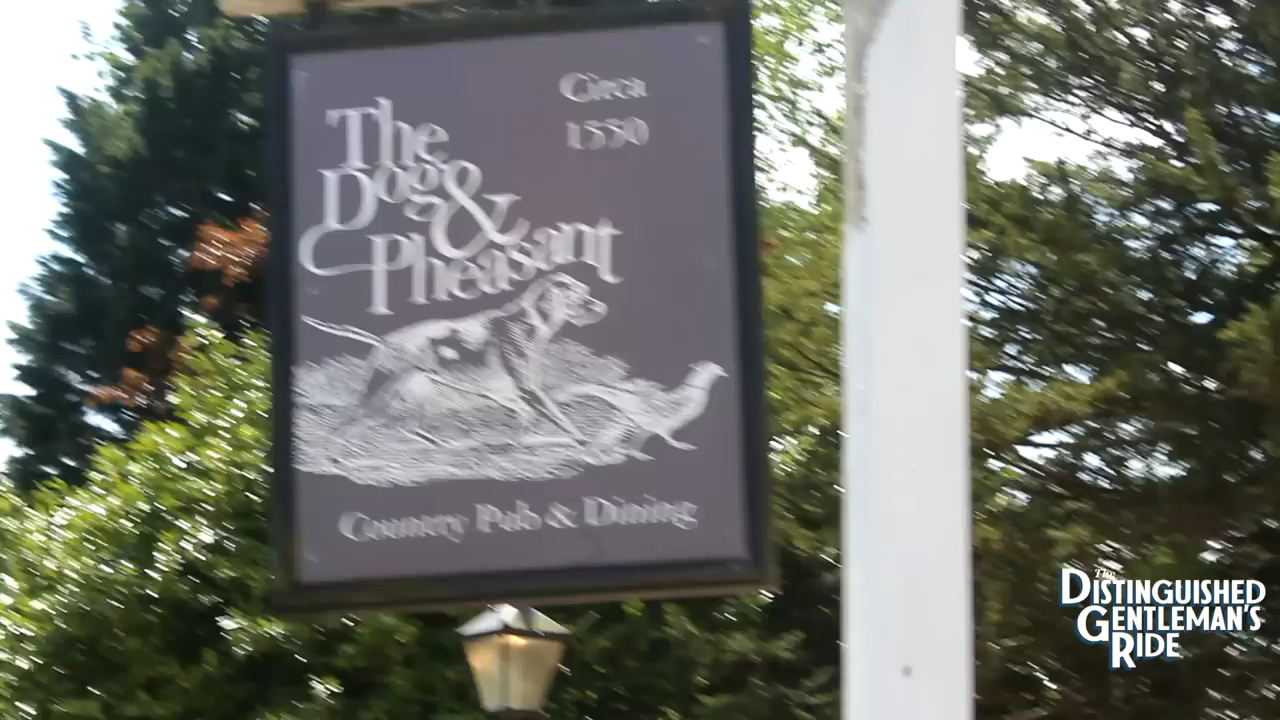 The
Dog &
Pheasant
Circa
1550
Country Pub & Dining
The
DISTINGUISHED
GENTLEMAN'S
RIDE